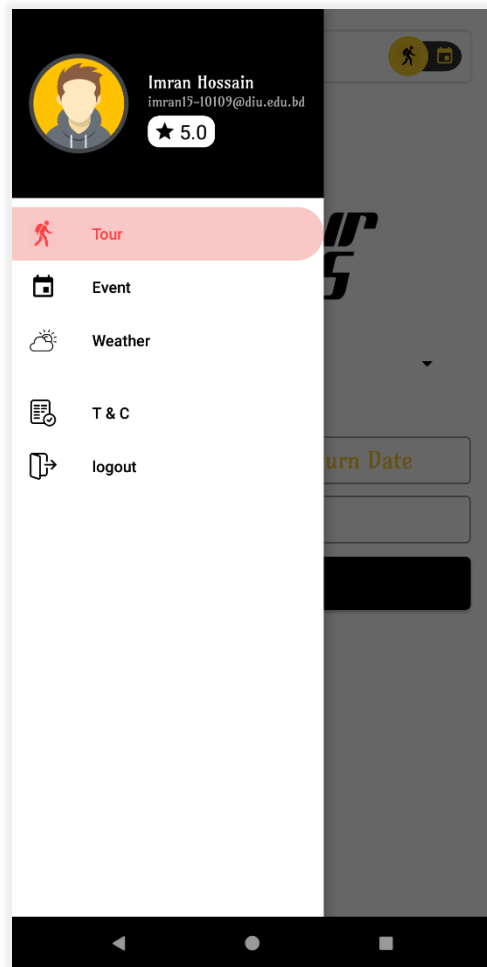 Imran Hossain
imran15-10109@diu.edu.bd
★ 5.0
Tour
Event
Weather
T & C
logout
urn Date